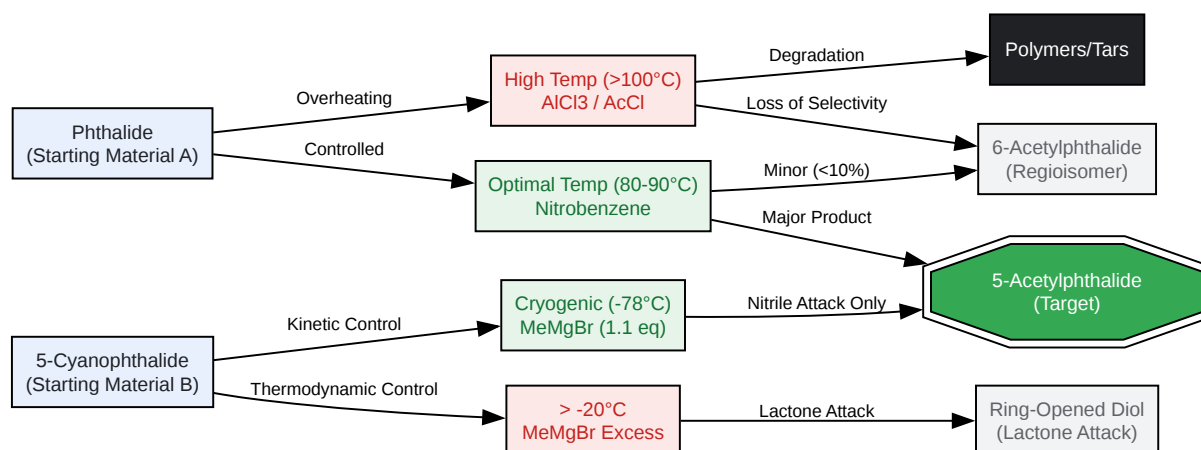 Degradation
Polymers/Tars
High Temp (>100°C)
AlCl3 / AcCl
Overheating
Loss of Selectivity
Phthalide
(Starting Material A)
6-Acetylphthalide
(Regioisomer)
Controlled
Minor (<10%)
Optimal Temp (80-90°C)
Nitrobenzene
Major Product
5-Acetylphthalide
(Target)
Cryogenic (-78°C)
MeMgBr (1.1 eq)
Nitrile Attack Only
Kinetic Control
5-Cyanophthalide
(Starting Material B)
Thermodynamic Control
> -20°C
MeMgBr Excess
Lactone Attack
Ring-Opened Diol
(Lactone Attack)